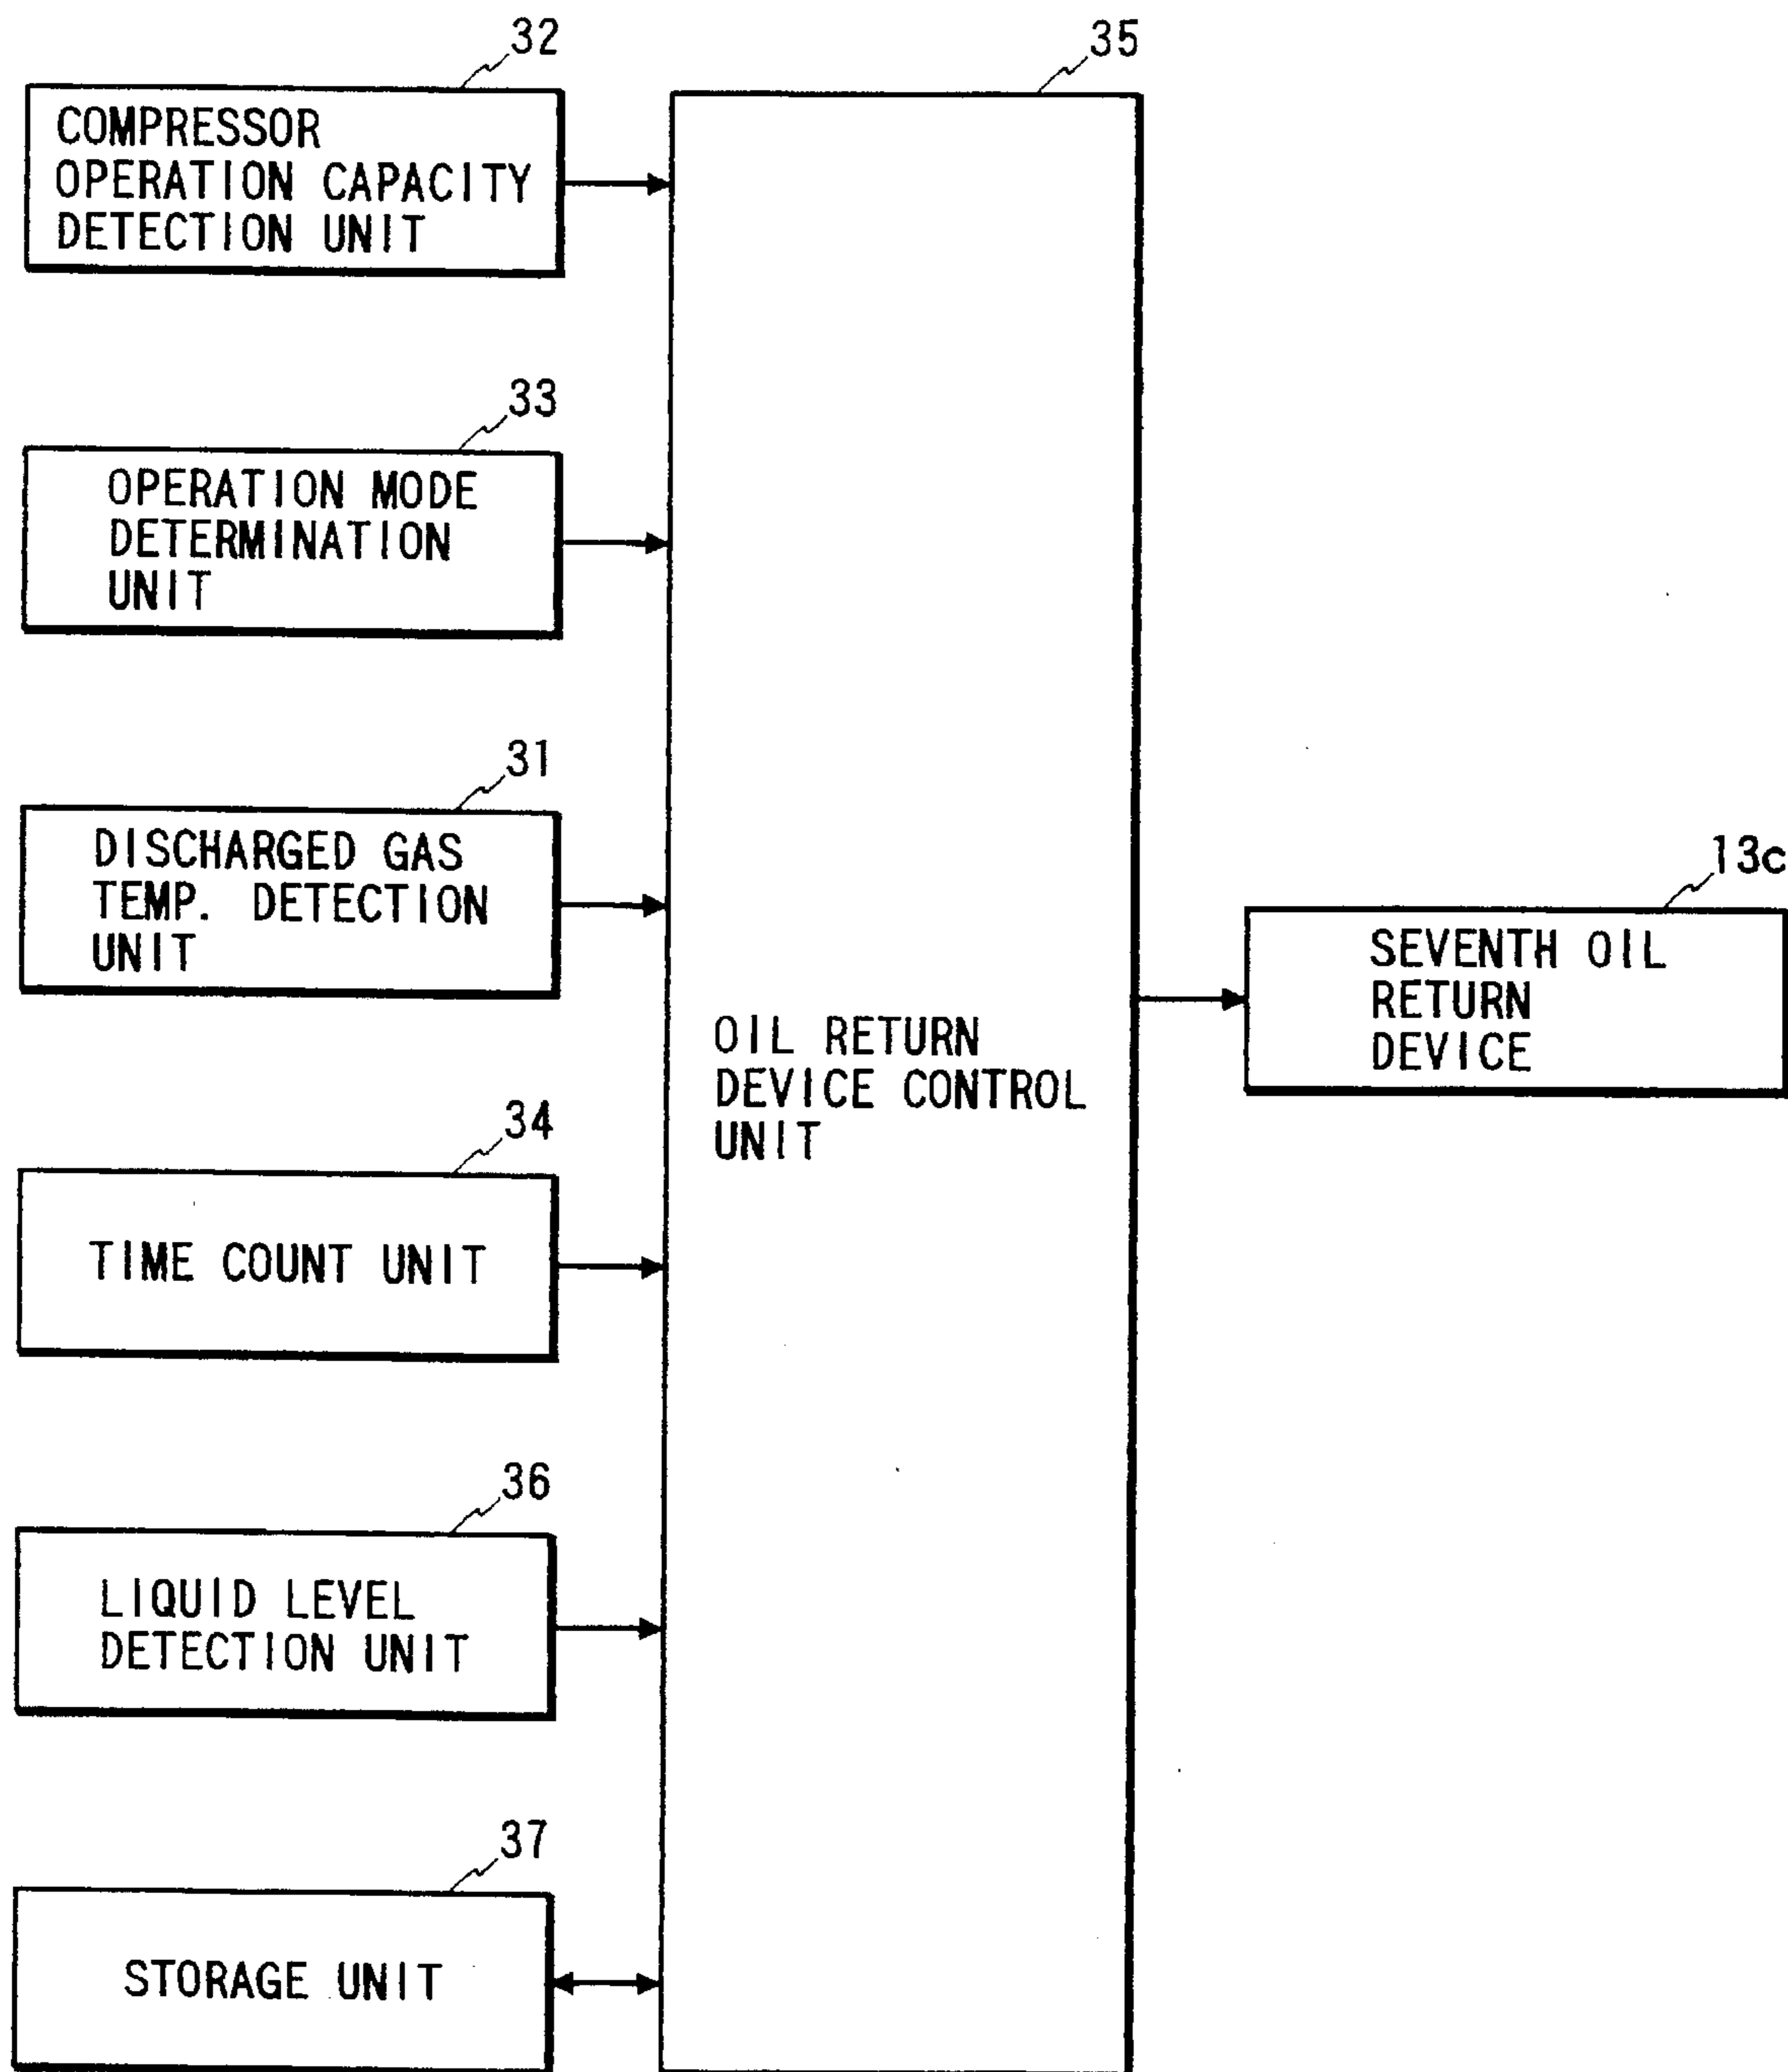 32
COMPRESSOR
OPERATION CAPACITY
DETECTION UNIT
33
OPERATION MODE
DETERMINATION
UNIT
31
DISCHARGED GAS
TEMP. DETECTION
UNIT
34
TIME COUNT UNIT
36
LIQUID LEVEL
DETECTION UNIT
37
STORAGE UNIT
35
OIL RETURN
DEVICE CONTROL
UNIT
13c
SEVENTH OIL
RETURN
DEVICE